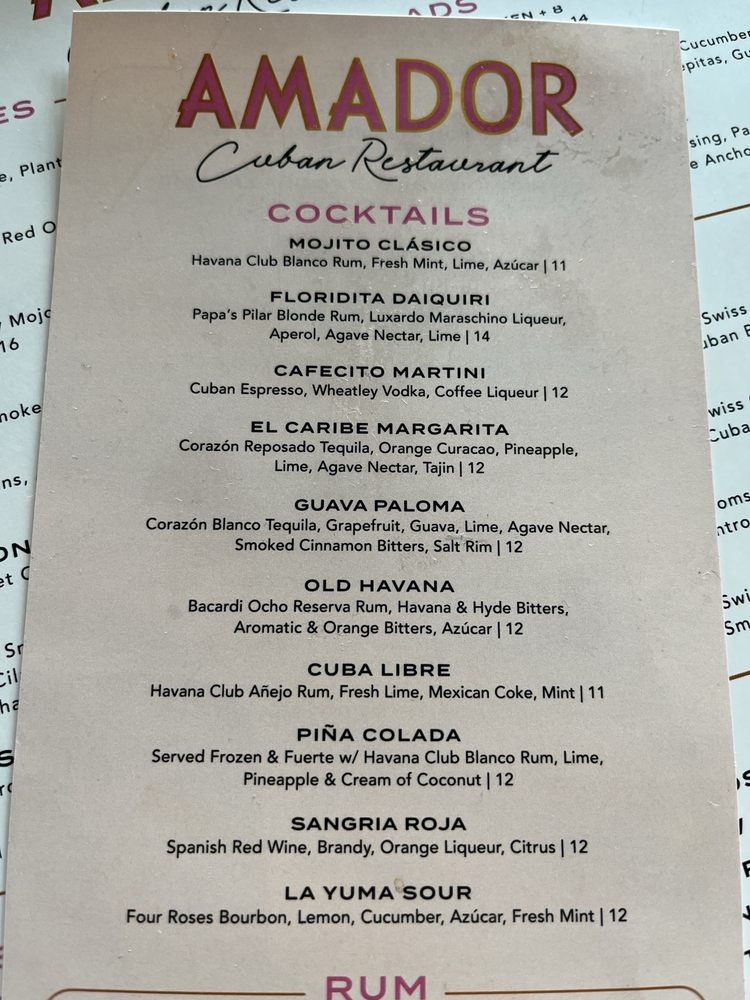 AMADOR
Cuban Restaurant
COCKTAILS
MOJITO CLÁSICO
Havana Club Blanco Rum, Fresh Mint, Lime, Azúcar | 11
FLORIDITA DAIQUIRI
Papa's Pilar Blonde Rum, Luxardo Maraschino Liqueur,
Aperol, Agave Nectar, Lime | 14
CAFECITO MARTINI
Cuban Espresso, Wheatley Vodka, Coffee Liqueur | 12
EL CARIBE MARGARITA
Corazón Reposado Tequila, Orange Curacao, Pineapple,
Lime, Agave Nectar, Tajin | 12
GUAVA PALOMA
Corazón Blanco Tequila, Grapefruit, Guava, Lime, Agave Nectar,
Smoked Cinnamon Bitters, Salt Rim | 12
OLD HAVANA
Bacardi Ocho Reserva Rum, Havana & Hyde Bitters,
Aromatic & Orange Bitters, Azúcar | 12
CUBA LIBRE
Havana Club Añejo Rum, Fresh Lime, Mexican Coke, Mint | 11
PIÑA COLADA
Served Frozen & Fuerte w/ Havana Club Blanco Rum, Lime,
Pineapple & Cream of Coconut | 12
SANGRIA ROJA
Spanish Red Wine, Brandy, Orange Liqueur, Citrus | 12
LA YUMA SOUR
Four Roses Bourbon, Lemon, Cucumber, Azúcar, Fresh Mint | 12
RUM
14
Cucumber
Red
16
Swiss